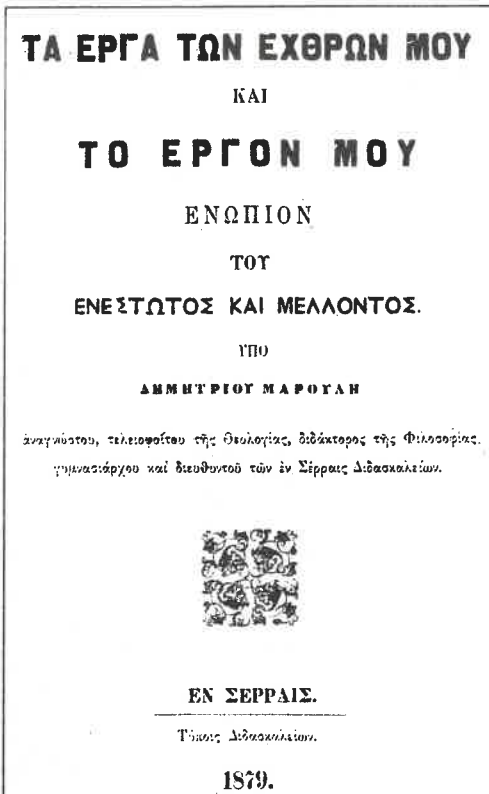 ΤΑ ΕΡΓΑ ΤΩΝ ΕΧΘΡΩΝ ΜΟΥ
ΚΑΙ
ΤΟ ΕΡΓΟΝ ΜΟΥ
ΕΝΩΠΙΟΝ
ΤΟΥ
ΕΝΕΣΤΩΤΟΣ ΚΑΙ ΜΕΛΛΟΝΤΟΣ.
ΥΠΟ
ΔΗΜΗΤΡΙΟΥ ΜΑΡΟΥΛΗ
ἀναγνώστου, τελειοφοίτου τῆς Θεολογίας, διδάκτορος τῆς Φιλοσοφίας.
γυμνασιάρχου καὶ διευθυντοῦ τῶν ἐν Σέρραις Διδασκαλείων.
ΕΝ ΣΕΡΡΑΙΣ.
Τύποις Διδασκαλείων.
1879.